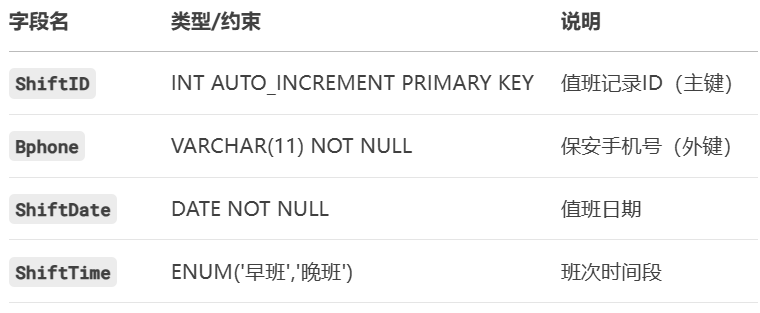 字段名 类型/约束 说明
ShiftID INT AUTO_INCREMENT PRIMARY KEY 值班记录ID（主键）
Bphone VARCHAR(11) NOT NULL 保安手机号（外键）
ShiftDate DATE NOT NULL 值班日期
ShiftTime ENUM('早班','晚班') 班次时间段